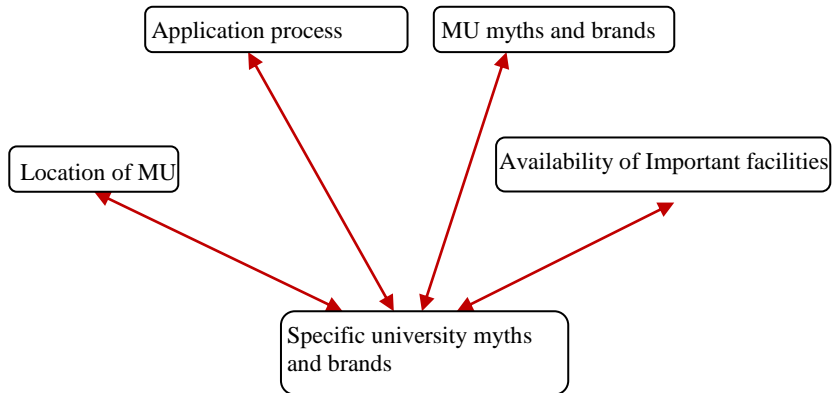 Application process
MU myths and brands
Location of MU
Availability of Important facilities
Specific university myths
and brands